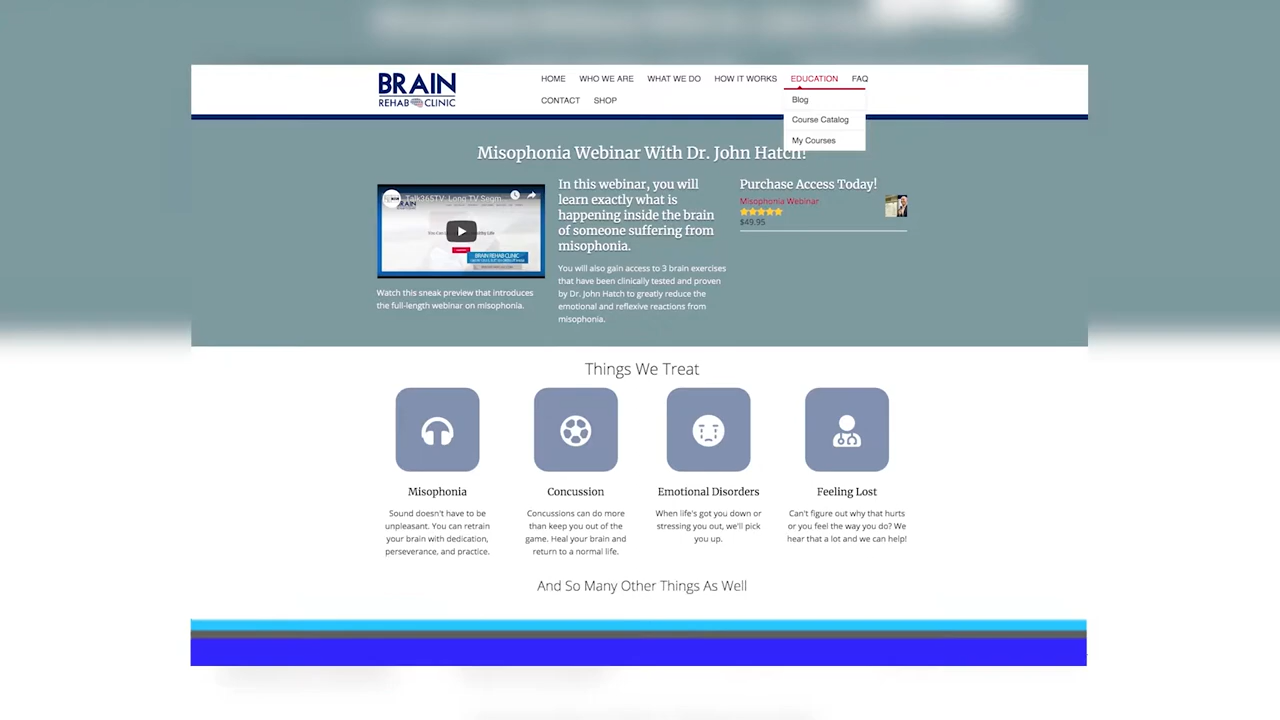 BRAIN
REHAB CLINIC
HOME WHO WE ARE WHAT WE DO HOW IT WORKS EDUCATION FAQ
CONTACT SHOP
Blog
Course Catalog
My Courses
Misophonia Webinar With Dr. John Hatch!
Talk365TV: Long TV Segm
BRAIN REHAB CLINIC
Watch this sneak preview that introduces
the full-length webinar on misophonia.
In this webinar, you will
learn exactly what is
happening inside the brain
of someone suffering from
misophonia.
You will also gain access to 3 brain exercises
that have been clinically tested and proven
by Dr. John Hatch to greatly reduce the
emotional and reflexive reactions from
misophonia.
Purchase Access Today!
Misophonia Webinar
$49.95
Things We Treat
Misophonia
Sound doesn't have to be
unpleasant. You can retrain
your brain with dedication,
perseverance, and practice.
Concussion
Concussions can do more
than keep you out of the
game. Heal your brain and
return to a normal life.
Emotional Disorders
When life's got you down or
stressing you out, we'll pick
you up.
Feeling Lost
Can't figure out why that hurts
or you feel the way you do? We
hear that a lot and we can help!
And So Many Other Things As Well